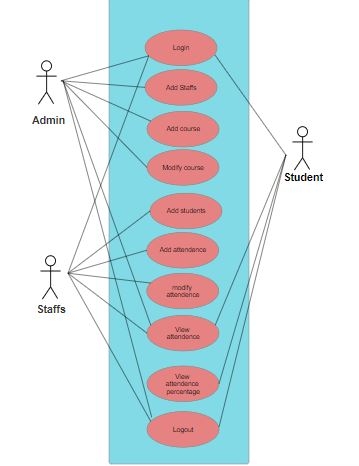 Login
Add Staffs
Admin
Add course
Student
Modify course
Add students
Add attendence
modify
attendence
Staffs
View
attendence
View
attendence
percentage
Logout